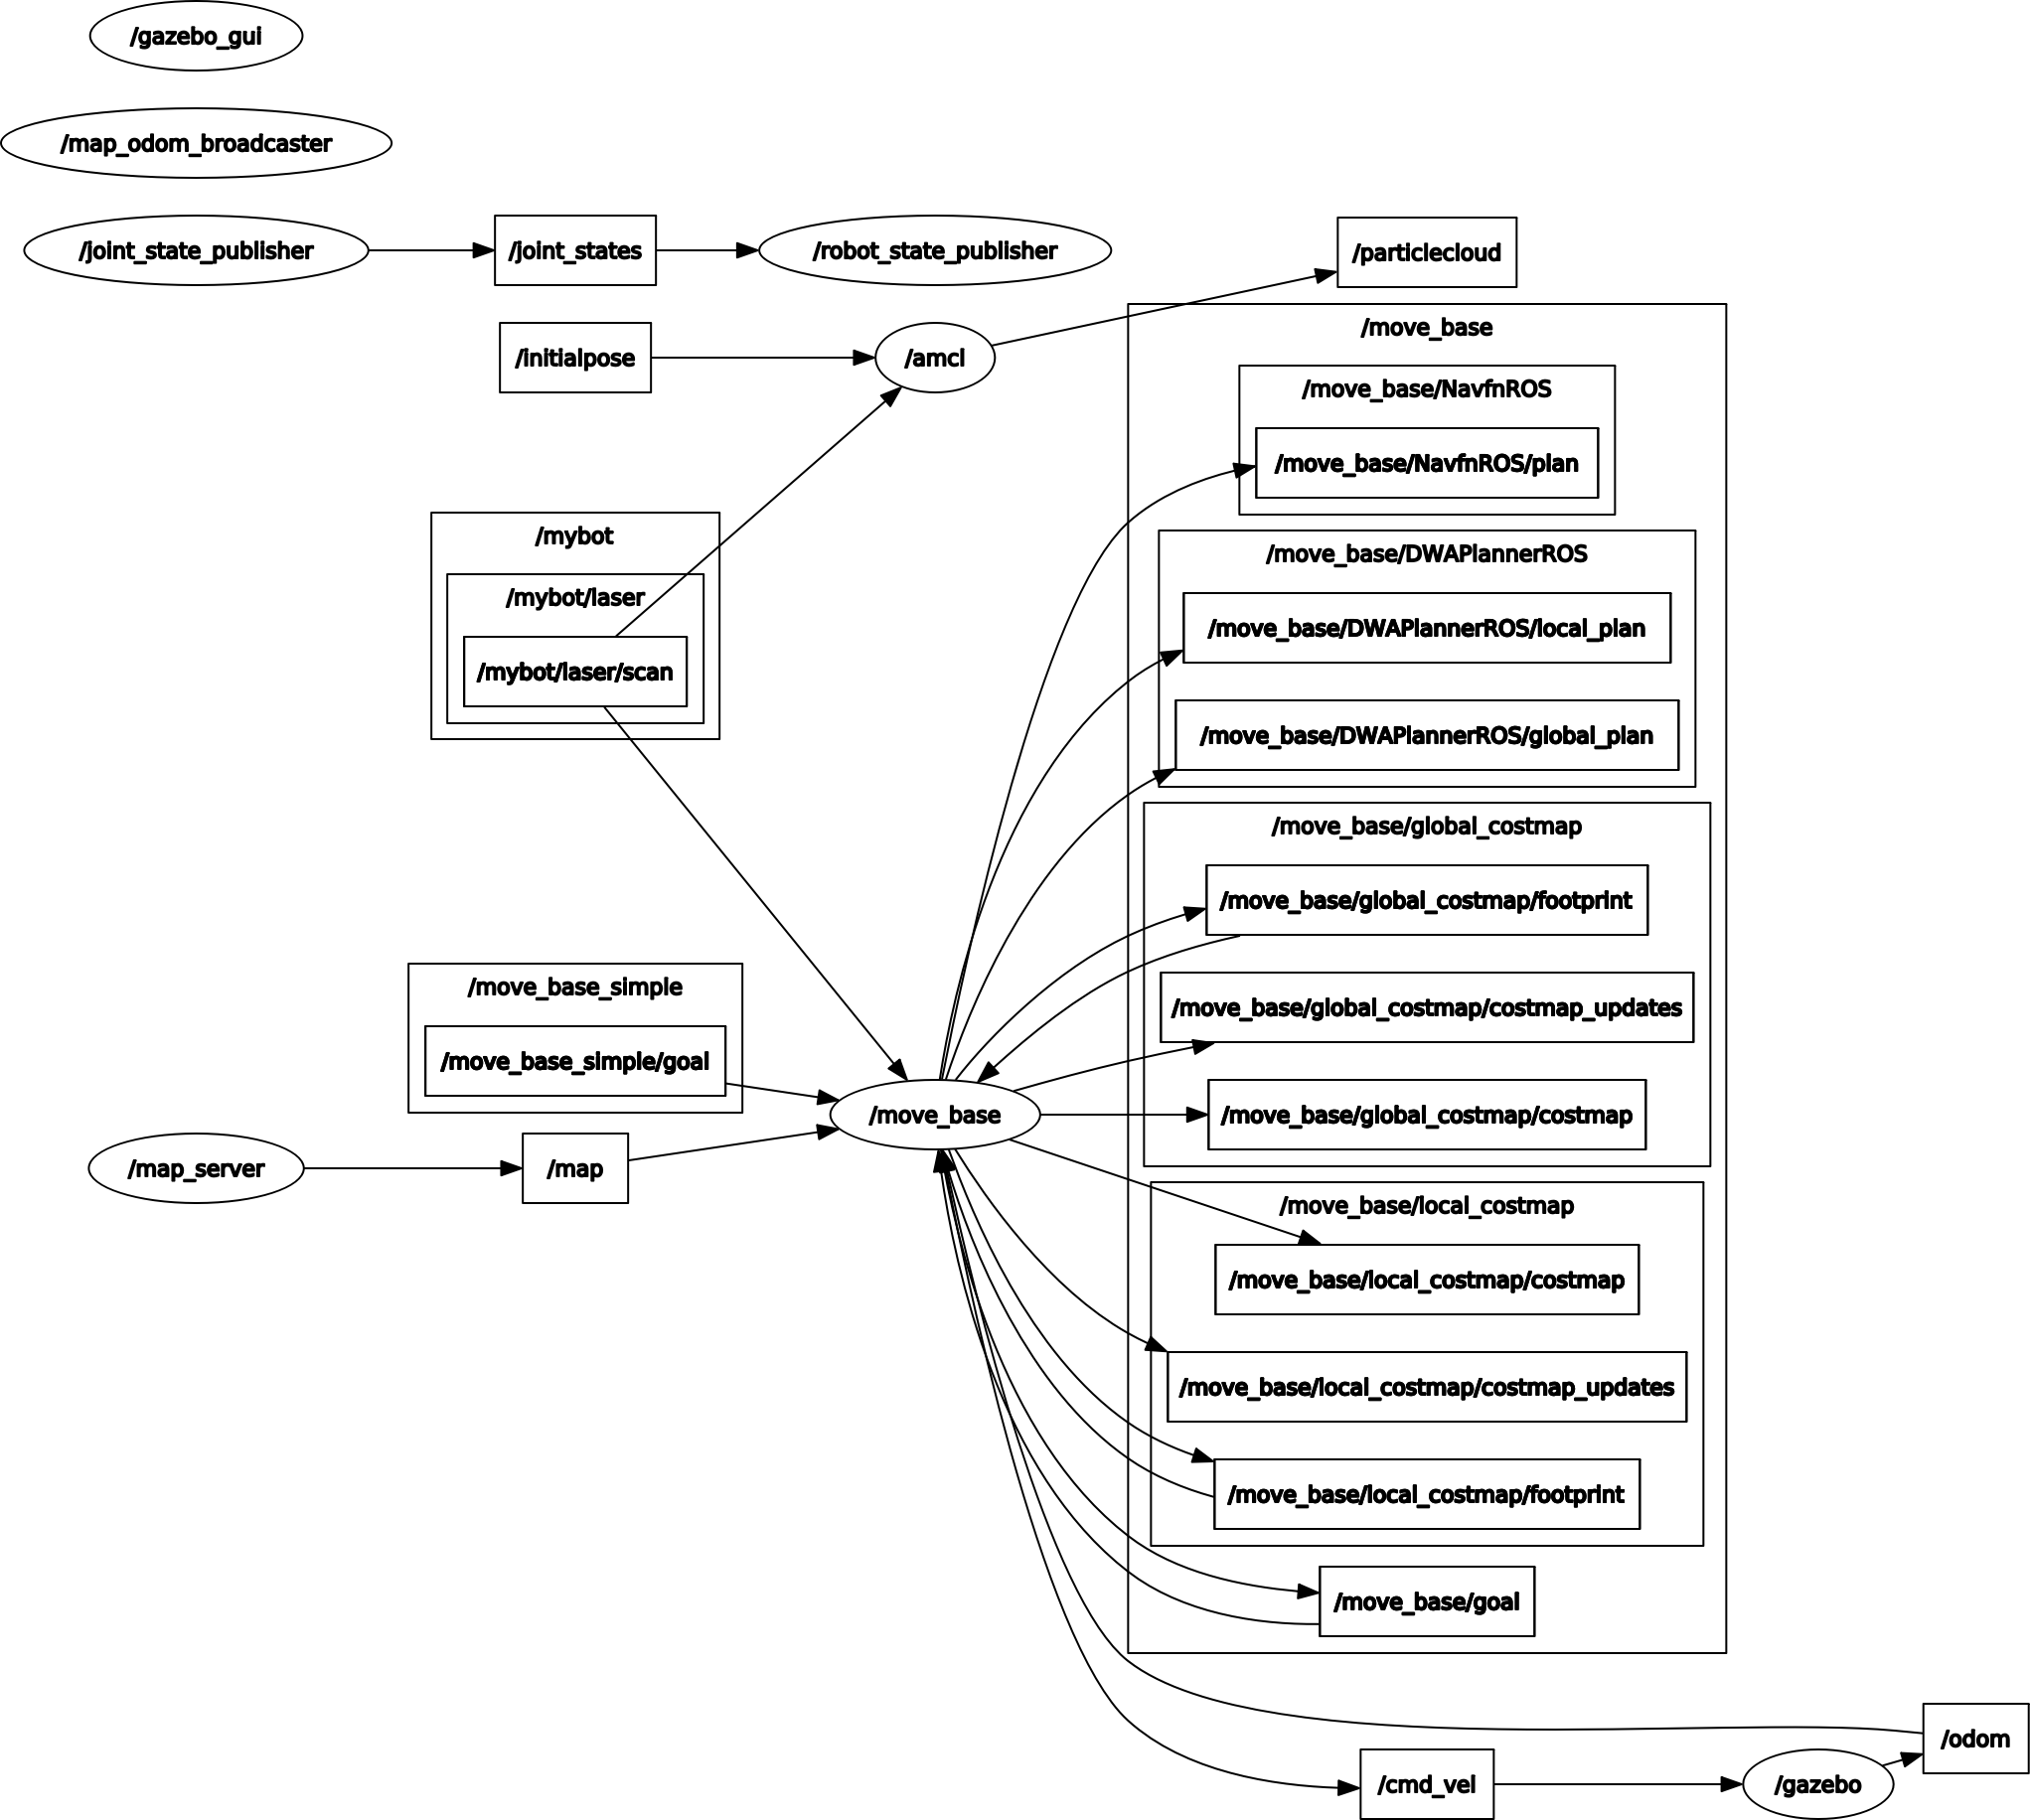 /gazebo_gui
/map_odom_broadcaster
/joint_state_publisher
/joint_states
/robot_state_publisher
/particlecloud
/initialpose
/amcl
/move_base
/move_base/NavfnROS
/move_base/NavfnROS/plan
/mybot
/mybot/laser
/mybot/laser/scan
/move_base/DWAPlannerROS
/move_base/DWAPlannerROS/local_plan
/move_base/DWAPlannerROS/global_plan
/move_base/global_costmap
/move_base/global_costmap/footprint
/move_base/global_costmap/costmap_updates
/move_base/global_costmap/costmap
/move_base_simple
/move_base_simple/goal
/move_base
/map_server
/map
/move_base/local_costmap
/move_base/local_costmap/costmap
/move_base/local_costmap/costmap_updates
/move_base/local_costmap/footprint
/move_base/goal
/odom
/cmd_vel
/gazebo